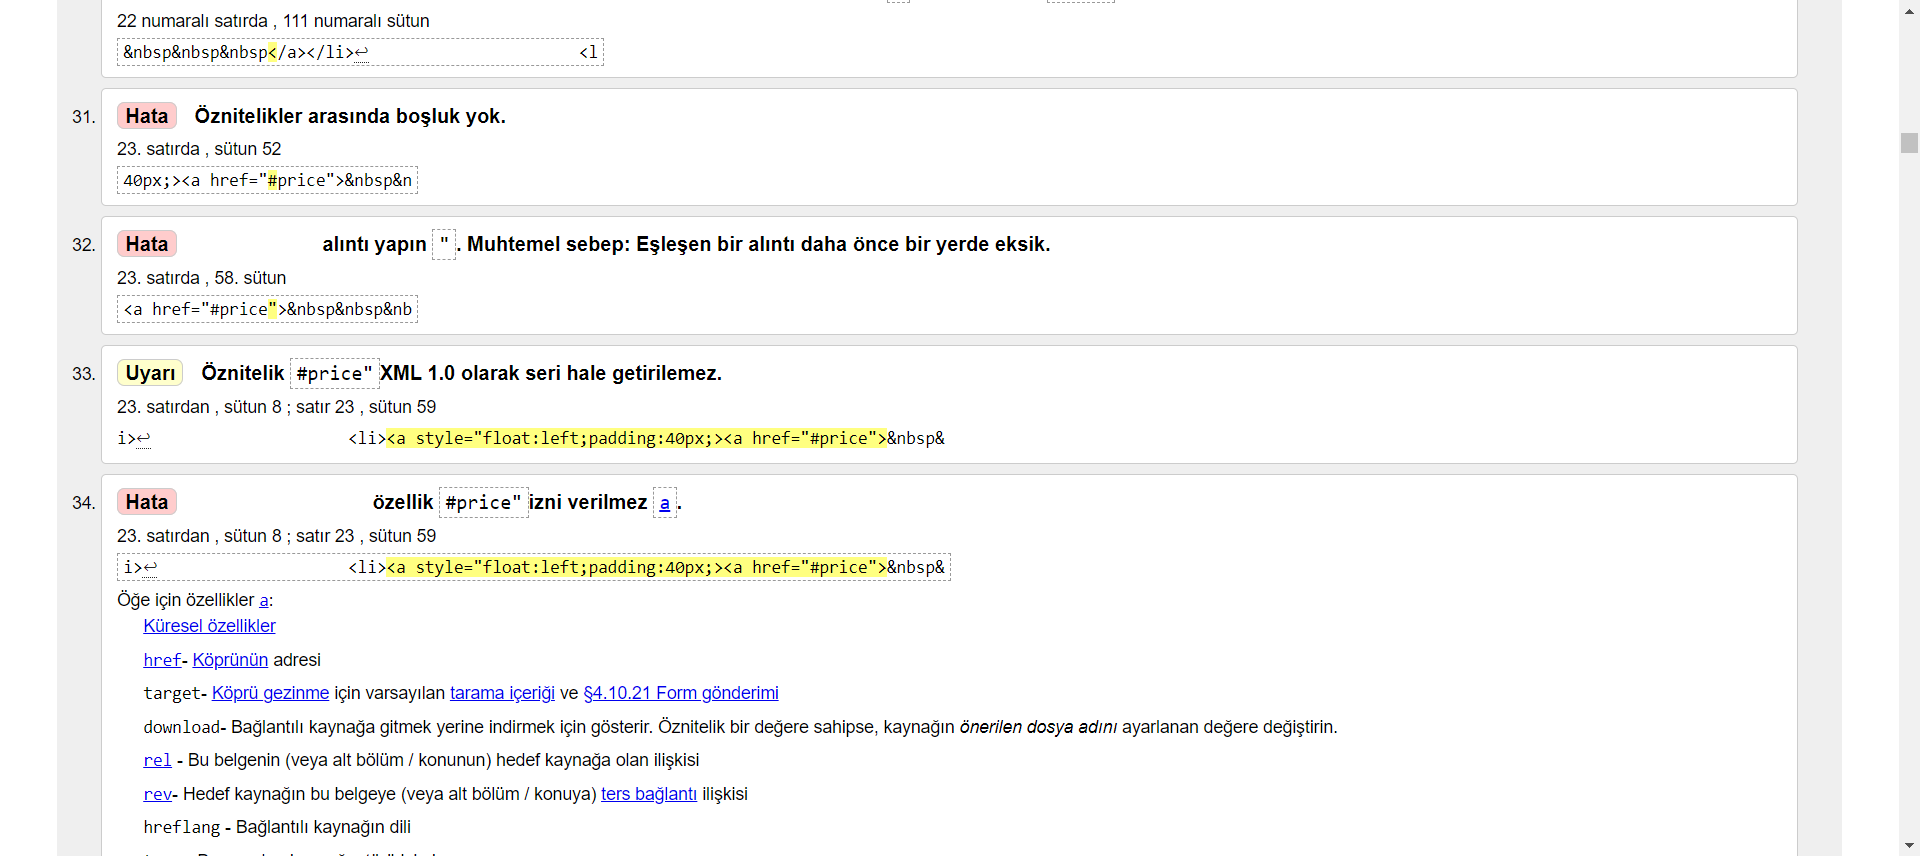 22 numaralı satırda , 111 numaralı sütun
&nbsp&nbsp&nbsp</a></li>↩ <l
31. Hata Öznitelikler arasında boşluk yok.
23. satırda , sütun 52
40px;><a href="#price">&nbsp&n
32. Hata alıntı yapın ". Muhtemel sebep: Eşleşen bir alıntı daha önce bir yerde eksik.
23. satırda , 58. sütun
<a href="#price">&nbsp&nbsp&nb
33. Uyarı Öznitelik #price" XML 1.0 olarak seri hale getirilemez.
23. satırdan , sütun 8 ; satır 23 , sütun 59
i>↩ <li><a style="float:left;padding:40px;><a href="#price">&nbsp&
34. Hata özellik #price" izni verilmez a.
23. satırdan , sütun 8 ; satır 23 , sütun 59
i>↩ <li><a style="float:left;padding:40px;><a href="#price">&nbsp&
Öğe için özellikler a:
Küresel özellikler
href- Köprünün adresi
target- Köprü gezinme için varsayılan tarama içeriği ve §4.10.21 Form gönderimi
download- Bağlantılı kaynağa gitmek yerine indirmek için gösterir. Öznitelik bir değere sahipse, kaynağın önerilen dosya adını ayarlanan değere değiştirin.
rel - Bu belgenin (veya alt bölüm / konunun) hedef kaynağa olan ilişkisi
rev- Hedef kaynağın bu belgeye (veya alt bölüm / konuya) ters bağlantı ilişkisi
hreflang - Bağlantılı kaynağın dili